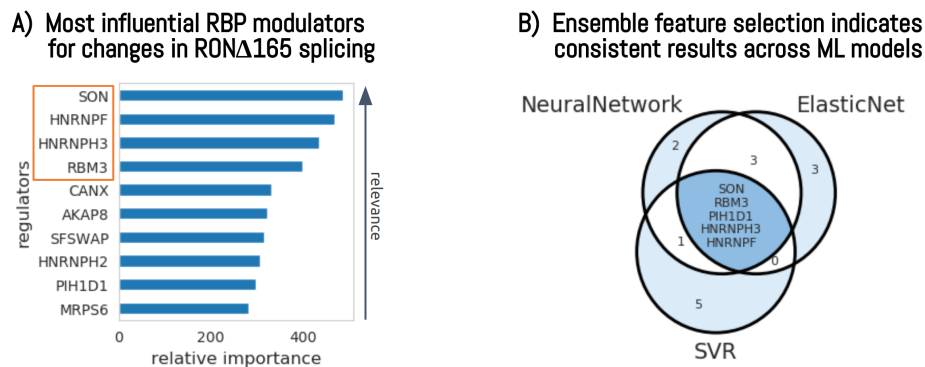 A) Most influential RBP modulators
for changes in RON∆165 splicing
SON
HNRNPF
HNRNPH3
RBM3
CANX
AKAP8
SFSWAP
HNRNPH2
PIH1D1
MRPS6
regulators
0 200 400
relative importance
relevance
B) Ensemble feature selection indicates
consistent results across ML models
NeuralNetwork ElasticNet
2
3
3
SON
RBM3
PIH1D1
HNRNPH3
HNRNPF
1
0
5
SVR